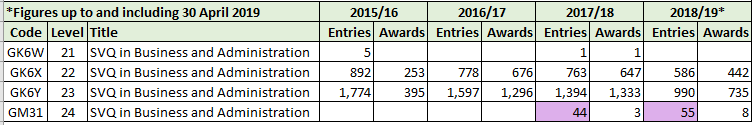 *Figures up to and including 30 April 2019 2015/16 2016/17 2017/18 2018/19*
Code Level Title Entries Awards Entries Awards Entries Awards Entries Awards
GK6W 21 SVQ in Business and Administration 5 1 1
GK6X 22 SVQ in Business and Administration 892 253 778 676 763 647 586 442
GK6Y 23 SVQ in Business and Administration 1,774 395 1,597 1,296 1,394 1,333 990 735
GM31 24 SVQ in Business and Administration 44 3 55 8